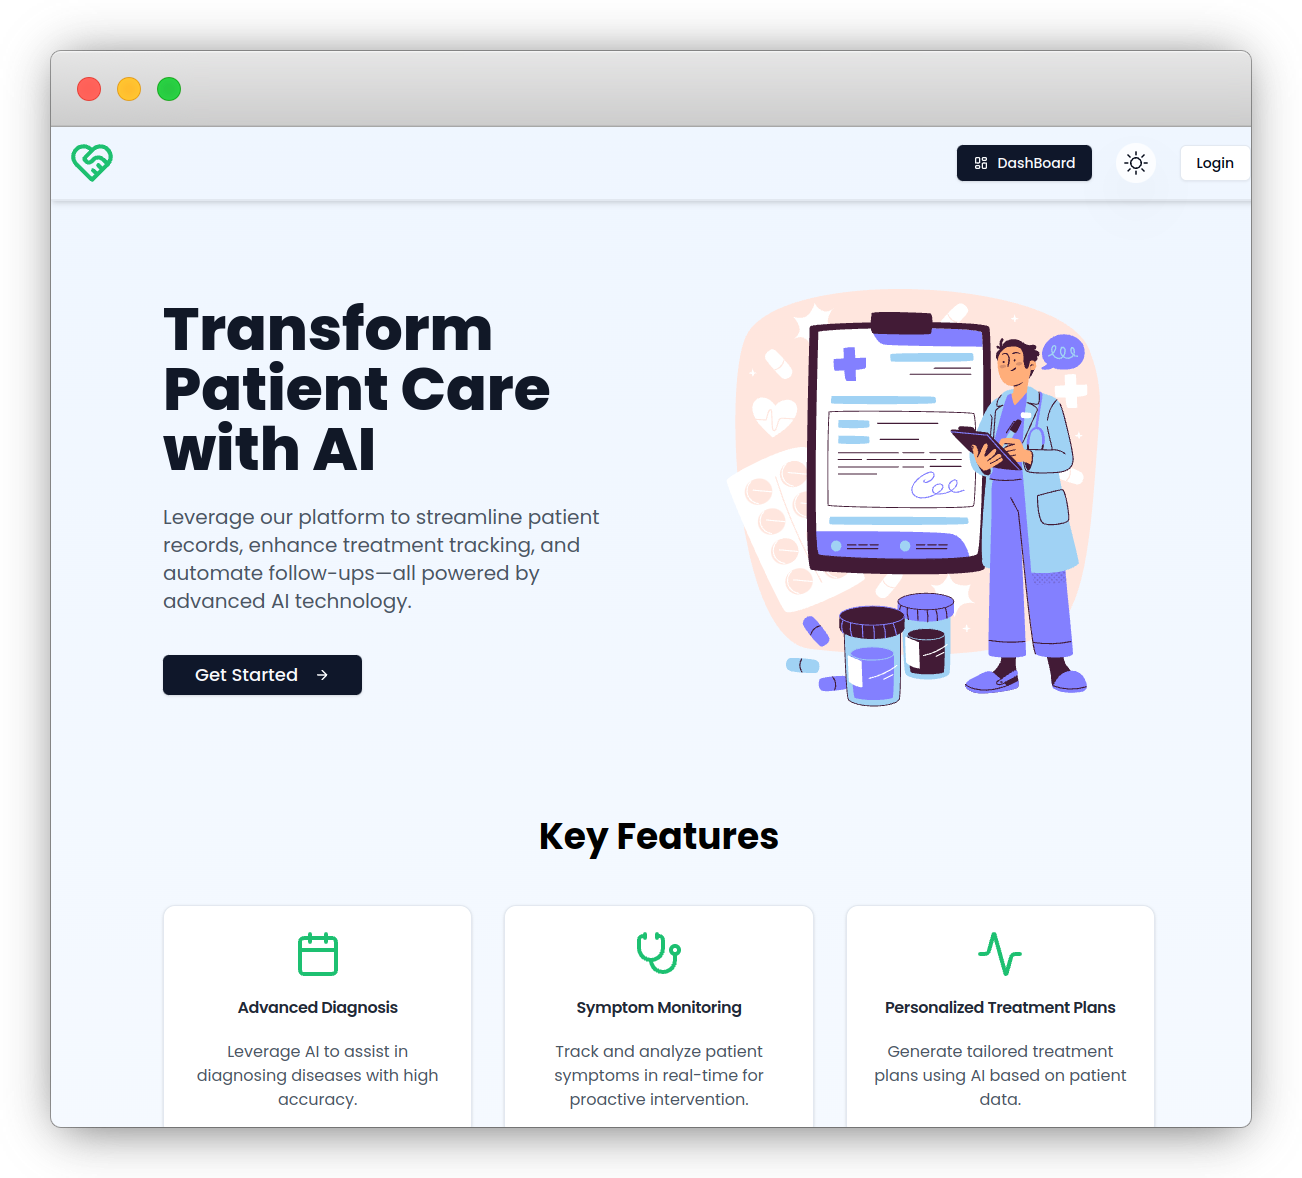 DashBoard
Login
Transform
Patient Care
with AI
Leverage our platform to streamline patient
records, enhance treatment tracking, and
automate follow-ups—all powered by
advanced AI technology.
Get Started
Key Features
Advanced Diagnosis
Leverage AI to assist in
diagnosing diseases with high
accuracy.
Symptom Monitoring
Track and analyze patient
symptoms in real-time for
proactive intervention.
Personalized Treatment Plans
Generate tailored treatment
plans using AI based on patient
data.